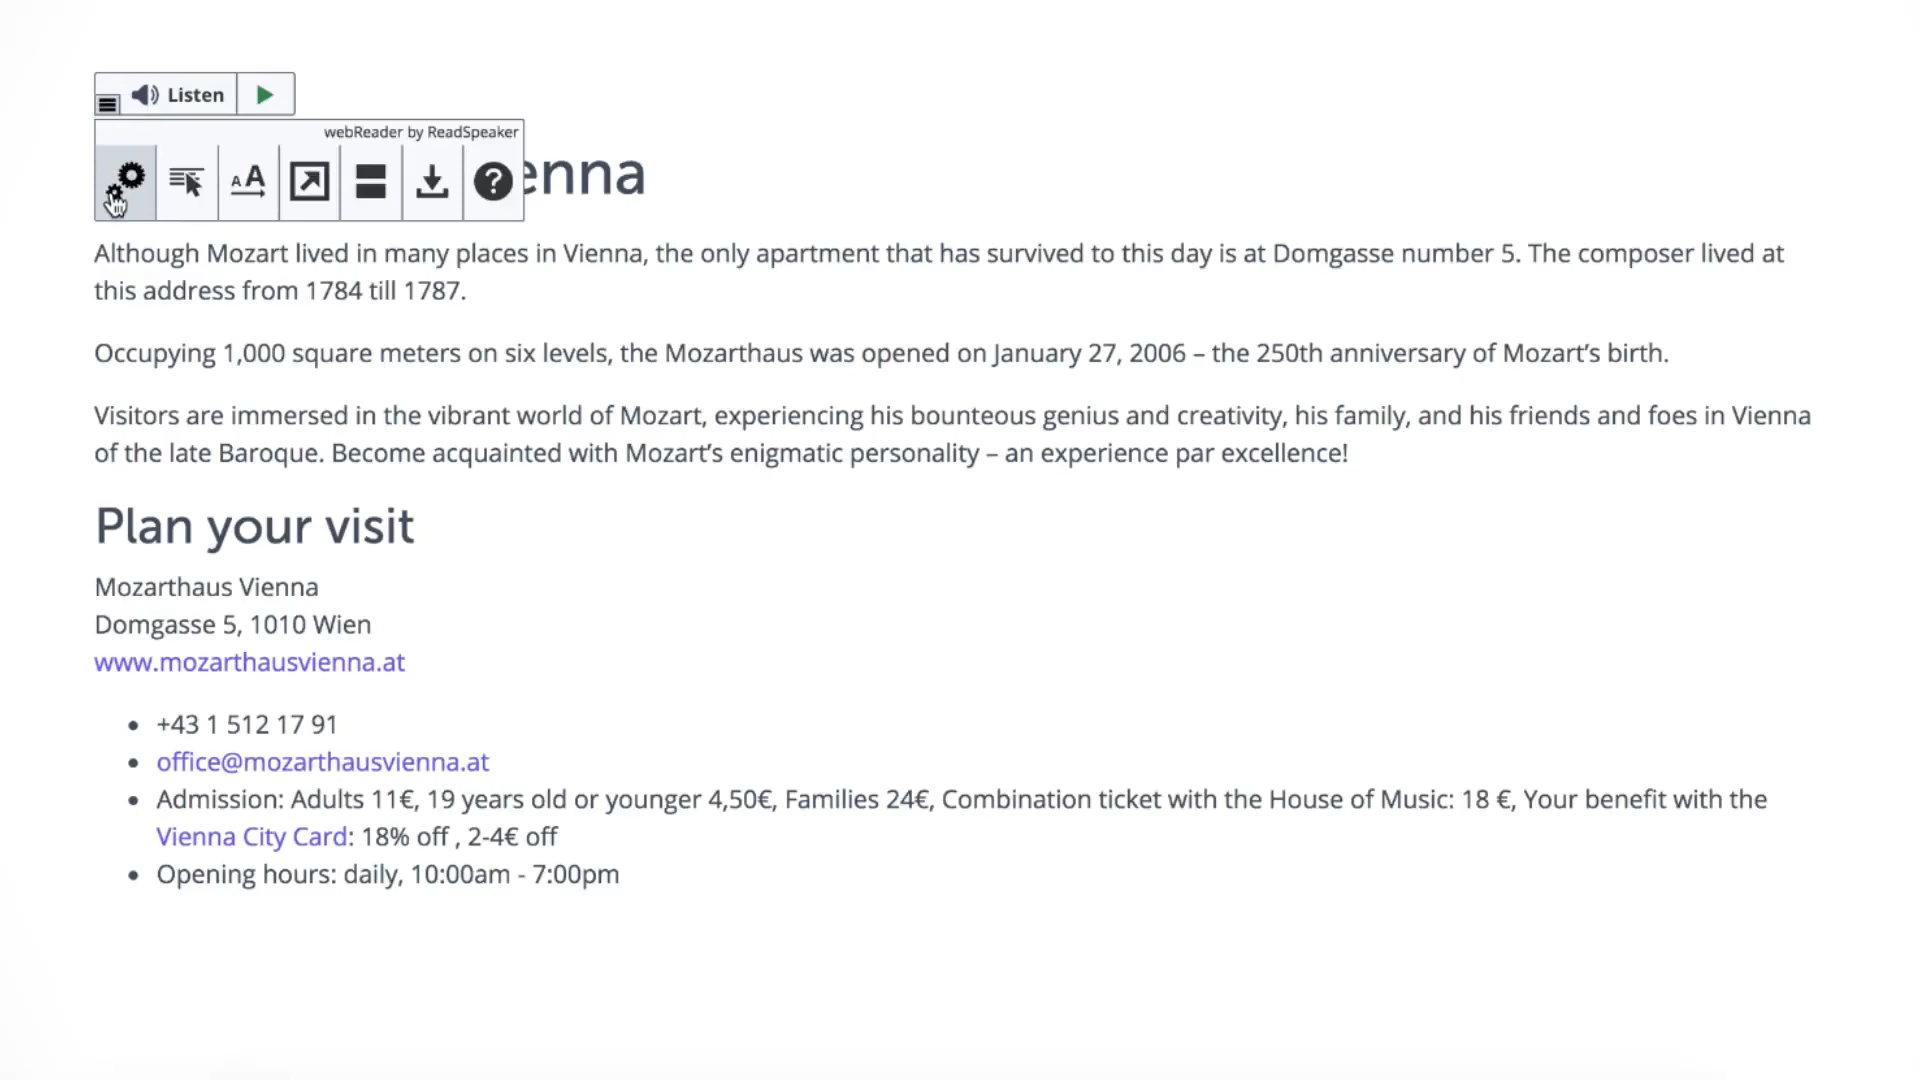 Listen
webReader by ReadSpeaker
A A ?
enna
Although Mozart lived in many places in Vienna, the only apartment that has survived to this day is at Domgasse number 5. The composer lived at
this address from 1784 till 1787.
Occupying 1,000 square meters on six levels, the Mozarthaus was opened on January 27, 2006 – the 250th anniversary of Mozart’s birth.
Visitors are immersed in the vibrant world of Mozart, experiencing his bounteous genius and creativity, his family, and his friends and foes in Vienna
of the late Baroque. Become acquainted with Mozart’s enigmatic personality – an experience par excellence!
Plan your visit
Mozarthaus Vienna
Domgasse 5, 1010 Wien
www.mozarthausvienna.at
• +43 1 512 17 91
• office@mozarthausvienna.at
• Admission: Adults 11€, 19 years old or younger 4,50€, Families 24€, Combination ticket with the House of Music: 18 €, Your benefit with the
Vienna City Card: 18% off , 2-4€ off
• Opening hours: daily, 10:00am - 7:00pm